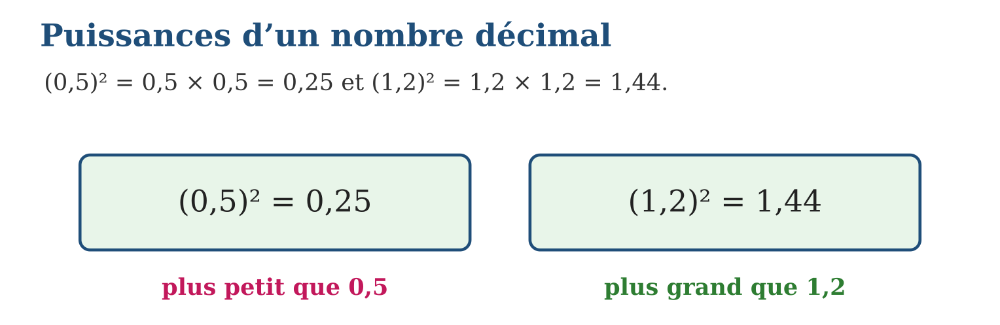 Puissances d’un nombre décimal
(0,5)² = 0,5 × 0,5 = 0,25 et (1,2)² = 1,2 × 1,2 = 1,44.
(0,5)² = 0,25
(1,2)² = 1,44
plus petit que 0,5
plus grand que 1,2